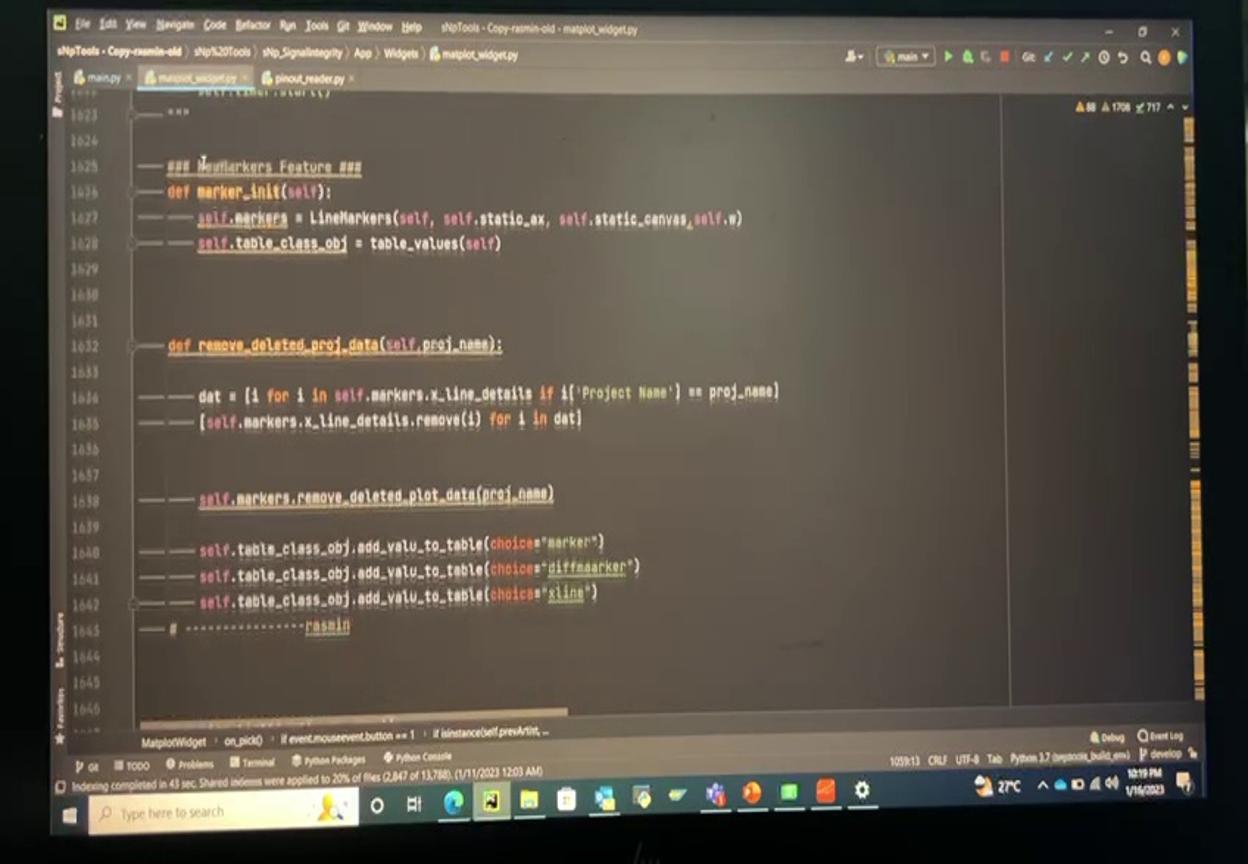 File Edit View Navigate Code Refactor Run Tools Git Window Help sNpTools - Copy-rasmin-old - matplot_widget.py
sNpTools - Copy-rasmin-old sNp%20Tools sNp_SignalIntegrity App Widgets matplot_widget.py main Git:
main.py matplot_widget.py pinout_reader.py
Project
self.timer.start()
88 1708 717
1623 """
1624
1625 ### NewMarkers Feature ###
1626 def marker_init(self):
1627 self.markers = LineMarkers(self, self.static_ax, self.static_canvas,self.w)
1628 self.table_class_obj = table_values(self)
1629
1630
1631
1632 def remove_deleted_proj_data(self,proj_name):
1633
1634 dat = [i for i in self.markers.x_line_details if i['Project Name'] == proj_name]
1635 [self.markers.x_line_details.remove(i) for i in dat]
1636
1637
1638 self.markers.remove_deleted_plot_data(proj_name)
1639
1640 self.table_class_obj.add_valu_to_table(choice="marker")
1641 self.table_class_obj.add_valu_to_table(choice="diffmaarker")
1642 self.table_class_obj.add_valu_to_table(choice="xline")
1643 # ---------------rasmin
1644
1645
1646
Structure
Favorites
MatplotWidget on_pick() if event.mouseevent.button == 1 if isinstance(self.prevArtist, ...
Git TODO Problems Terminal Python Packages Python Console Debug Event Log
Indexing completed in 43 sec. Shared indexes were applied to 20% of files (2,847 of 13,788). (1/11/2023 12:03 AM) 1059:13 CRLF UTF-8 Tab develop
Type here to search 27°C 10:19 PM
1/16/2023